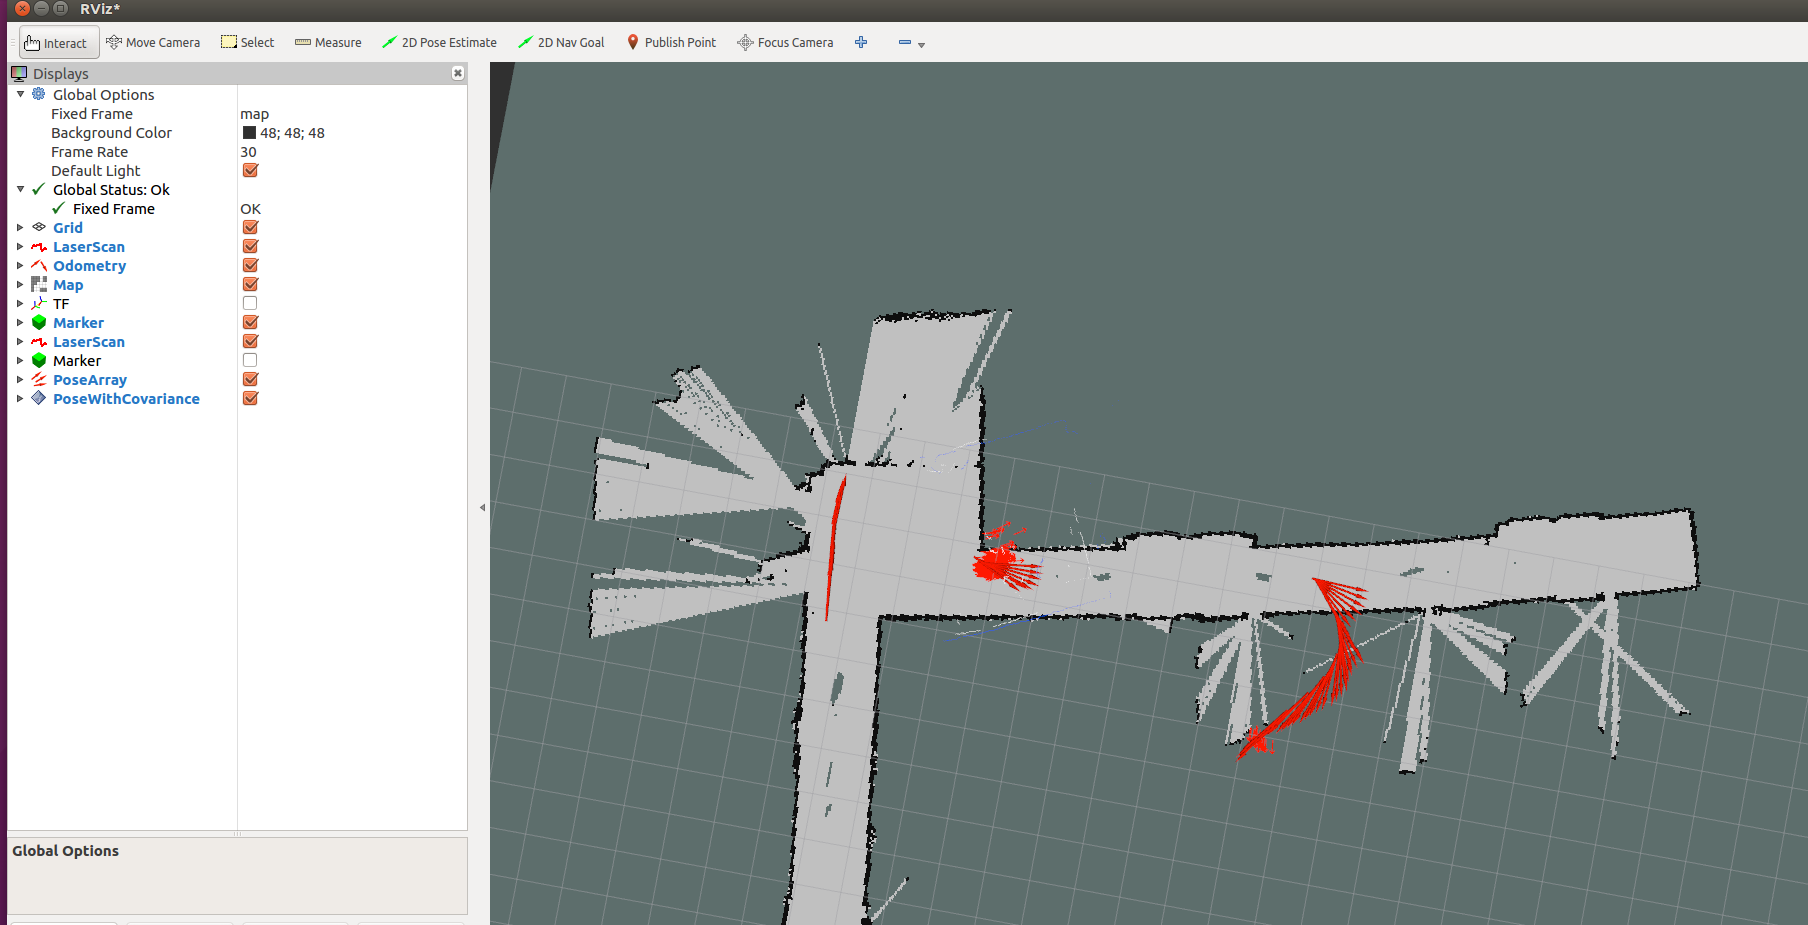 RViz*
Interact Move Camera Select Measure 2D Pose Estimate 2D Nav Goal Publish Point Focus Camera
Displays
Global Options
Fixed Frame map
Background Color 48; 48; 48
Frame Rate 30
Default Light
Global Status: Ok
Fixed Frame OK
Grid
LaserScan
Odometry
Map
TF
Marker
LaserScan
Marker
PoseArray
PoseWithCovariance
Global Options